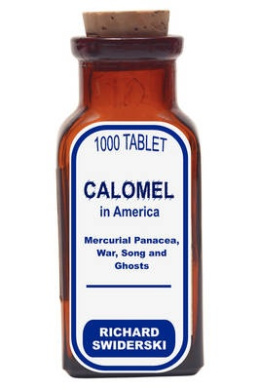 1000 TABLET
CALOMEL
in America
Mercurial Panacea,
War, Song and
Ghosts
RICHARD
SWIDERSKI